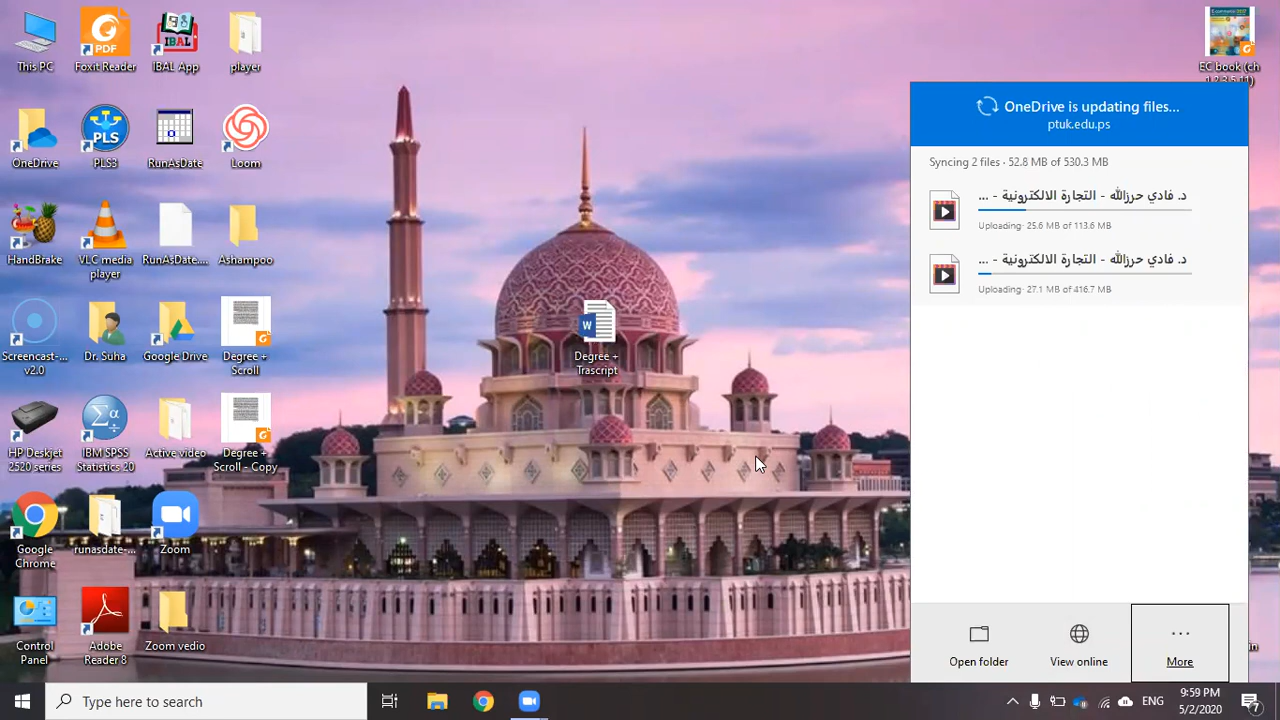 This PC
Foxit Reader
PDF
IBAL App
IBAL
player
OneDrive
PLS3
PLS
RunAsDate
Loom
HandBrake
VLC media
player
RunAsDate....
Ashampoo
Screencast-...
v2.0
Dr. Suha
Google Drive
Degree +
Scroll
HP Deskjet
2520 series
IBM SPSS
Statistics 20
Active video
Degree +
Scroll - Copy
Google
Chrome
runasdate-...
Zoom
Control
Panel
Adobe
Reader 8
Zoom vedio
W
Degree +
Trascript
EC book (ch
1,2,3,5,11)
OneDrive is updating files...
ptuk.edu.ps
Syncing 2 files · 52.8 MB of 530.3 MB
د. فادي حرزالله - التجارة الالكترونية - ...
Uploading · 25.6 MB of 113.6 MB
د. فادي حرزالله - التجارة الالكترونية - ...
Uploading · 27.1 MB of 416.7 MB
Open folder
View online
More
Type here to search
ENG
9:59 PM
5/2/2020
7